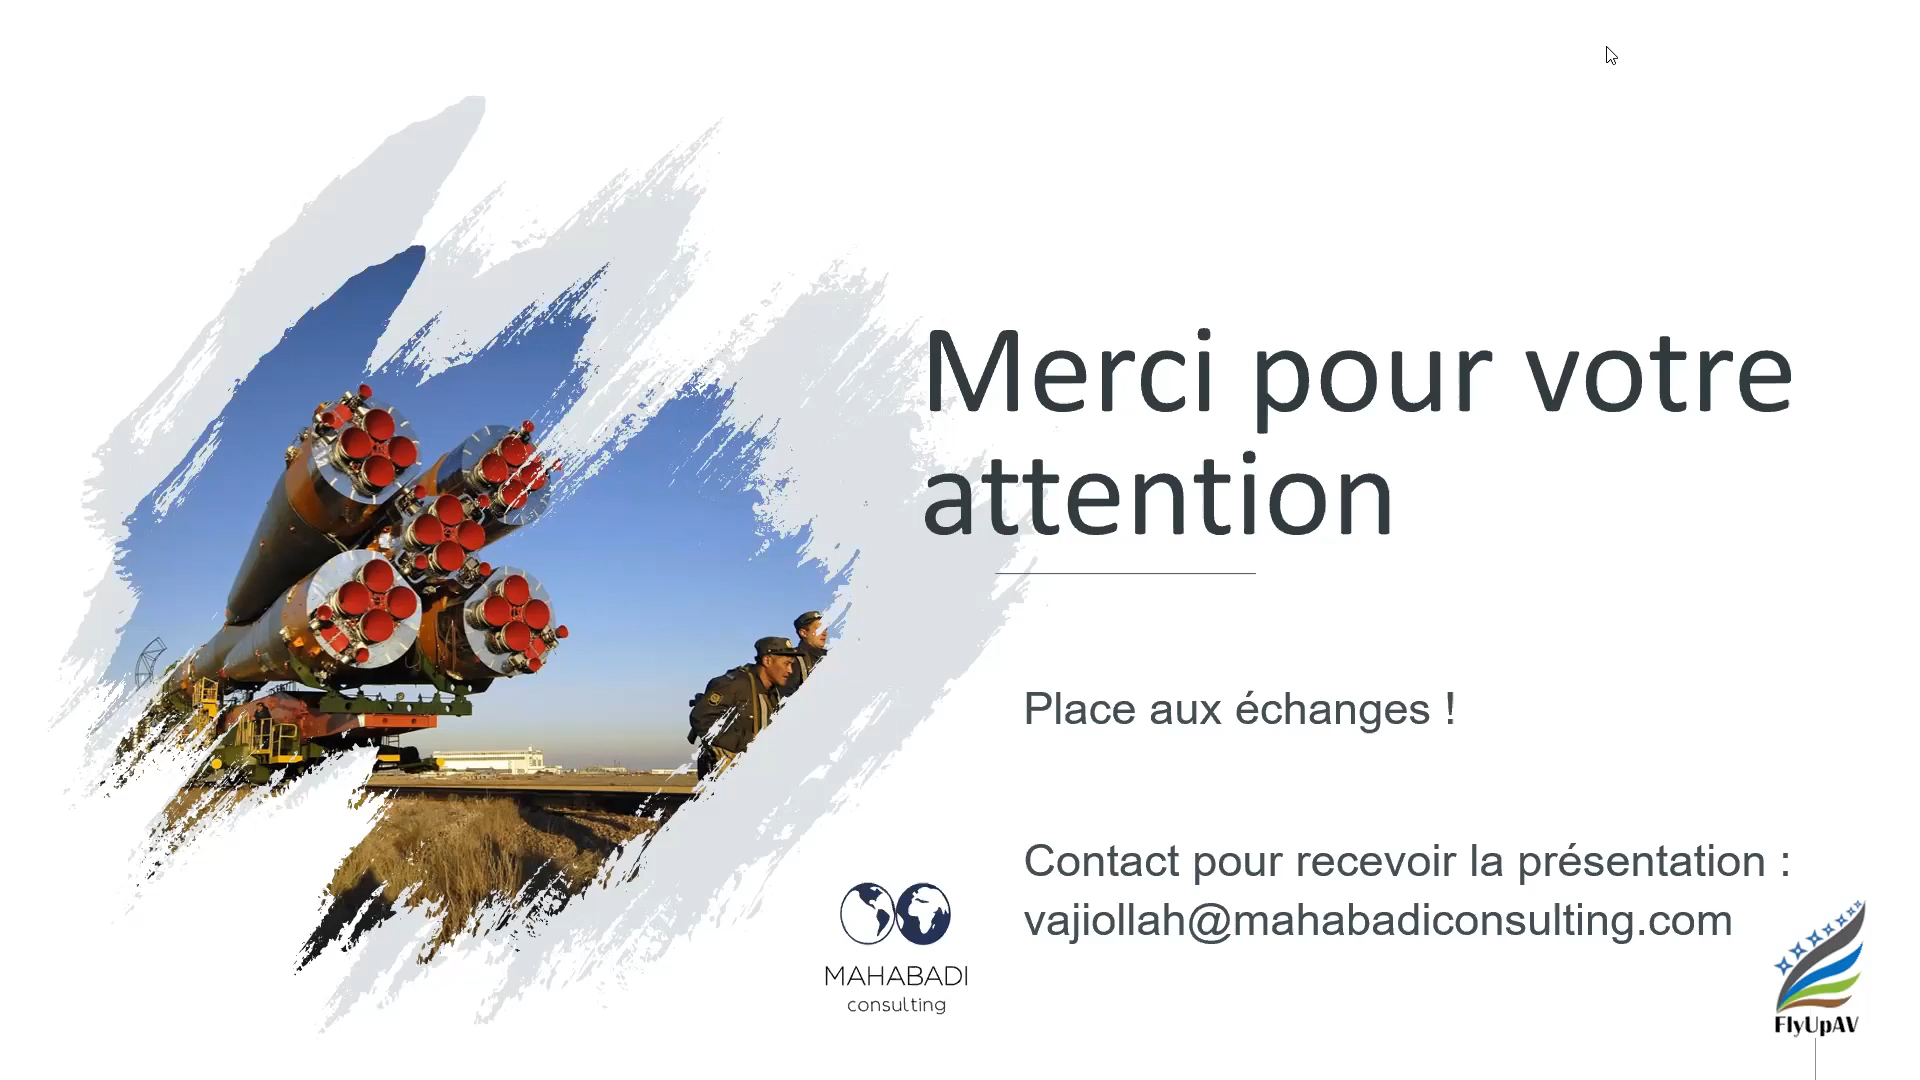 Merci pour votre
attention
Place aux échanges !
Contact pour recevoir la présentation :
vajiollah@mahabadiconsulting.com
MAHABADI
consulting
FlyUpAV